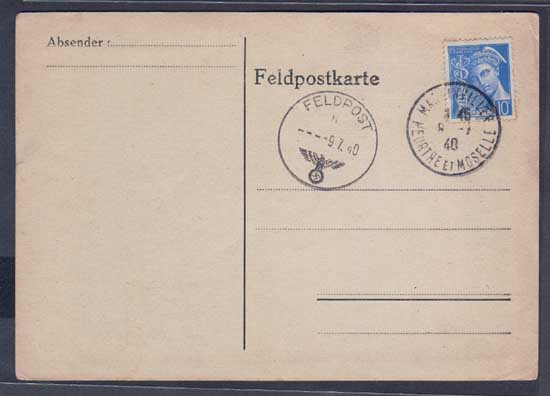 Absender :
Feldpostkarte
FELDPOST
--- -9.7.40
10
MEURTHE ET MOSELLE
40